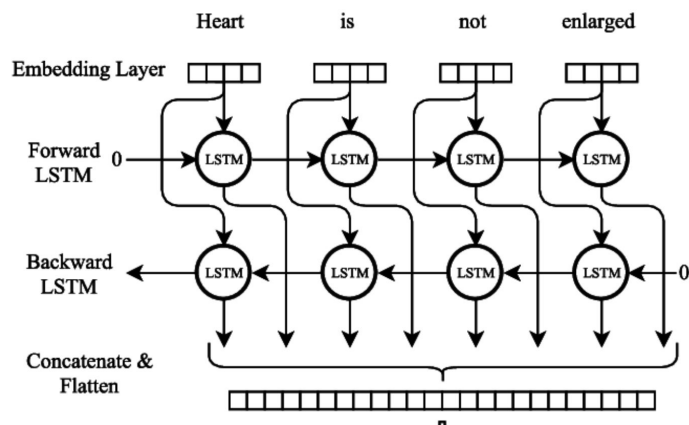 Heart is not enlarged
Embedding Layer
Forward
LSTM
0
LSTM LSTM LSTM LSTM
Backward
LSTM
LSTM LSTM LSTM LSTM
0
Concatenate &
Flatten